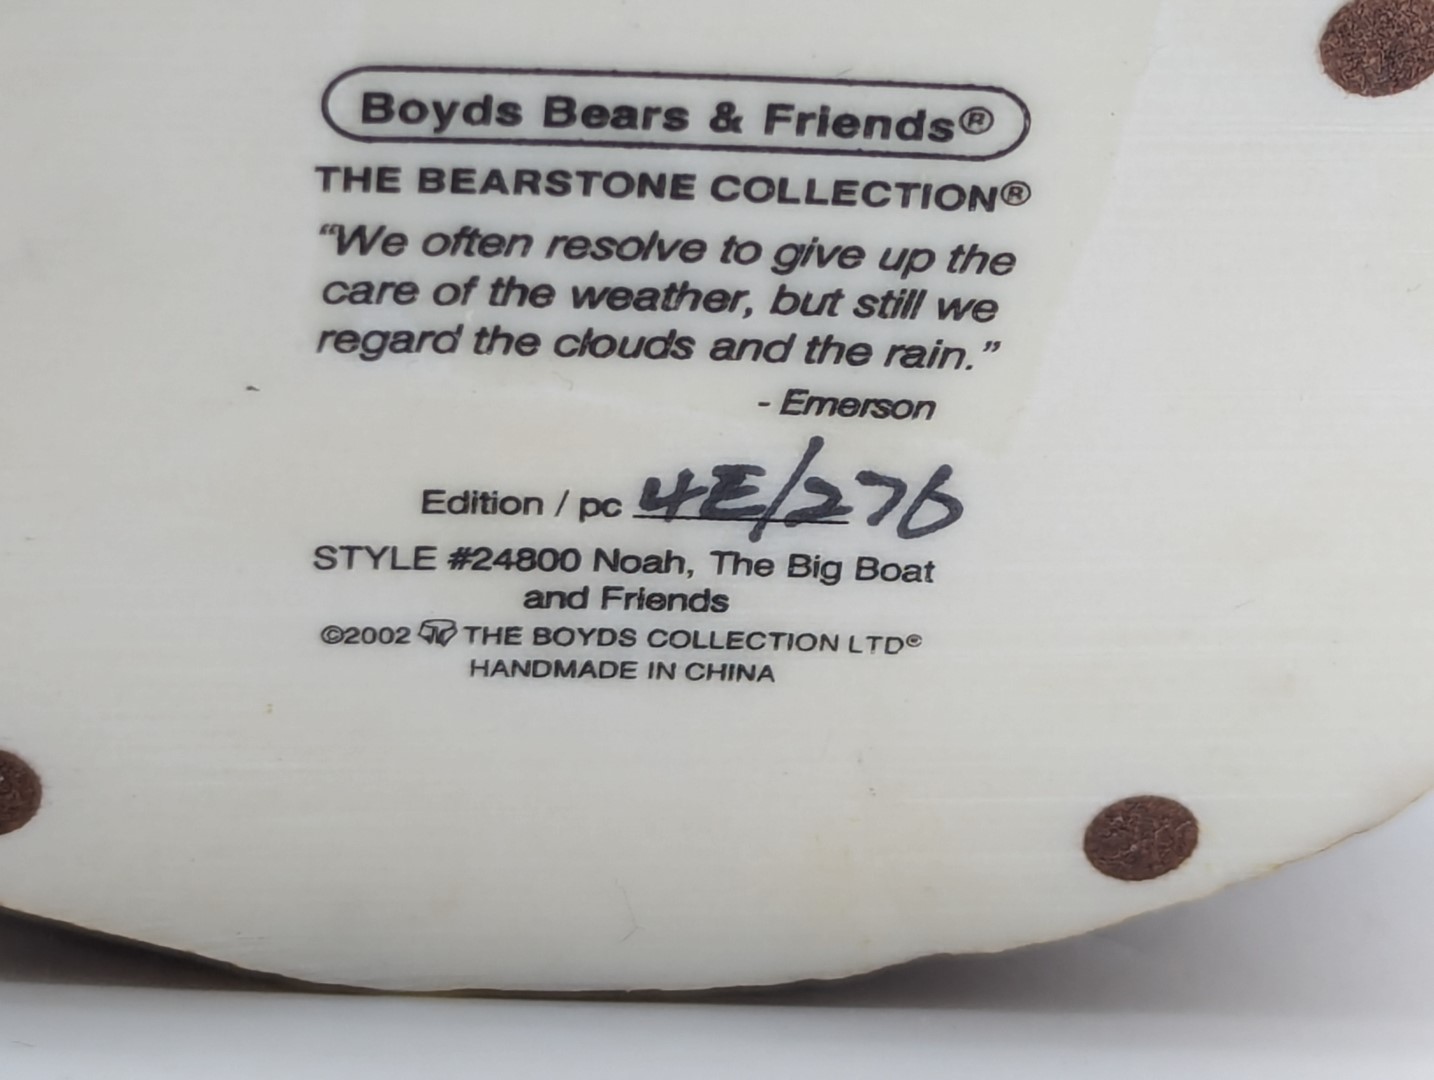 Boyds Bears & Friends®
THE BEARSTONE COLLECTION®
“We often resolve to give up the
care of the weather, but still we
regard the clouds and the rain.”
- Emerson
Edition / pc 4E/276
STYLE #24800 Noah, The Big Boat
and Friends
©2002 THE BOYDS COLLECTION LTD®
HANDMADE IN CHINA